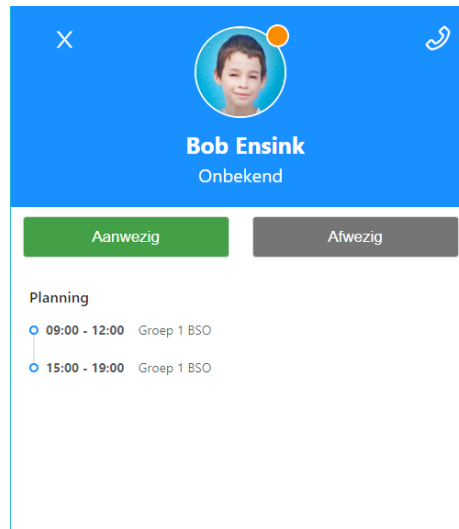 X
Bob Ensink
Onbekend
Aanwezig Afwezig
Planning
09:00 - 12:00 Groep 1 BSO
15:00 - 19:00 Groep 1 BSO